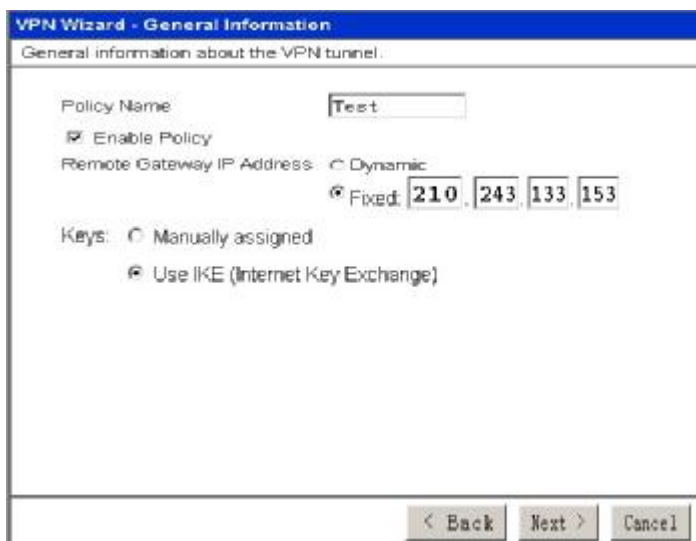 VPN Wizard - General Information
General information about the VPN tunnel.
Policy Name Test
Enable Policy
Remote Gateway IP Address Dynamic
Fixed: 210 . 243 . 133 . 153
Keys: Manually assigned
Use IKE (Internet Key Exchange)
< Back Next > Cancel